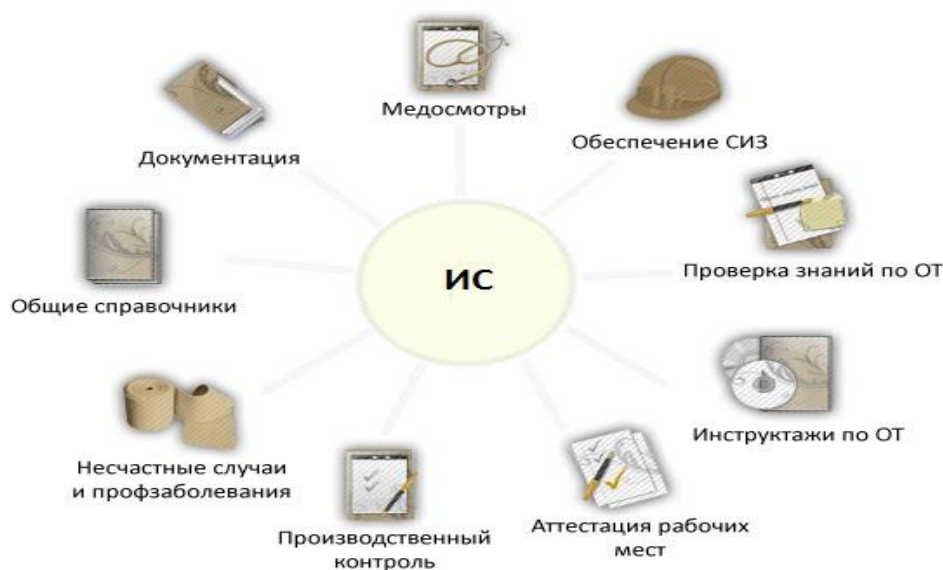 Медосмотры
Обеспечение СИЗ
Документация
Проверка знаний по ОТ
ИС
Общие справочники
Инструктажи по ОТ
Несчастные случаи
и профзаболевания
Аттестация рабочих
мест
Производственный
контроль